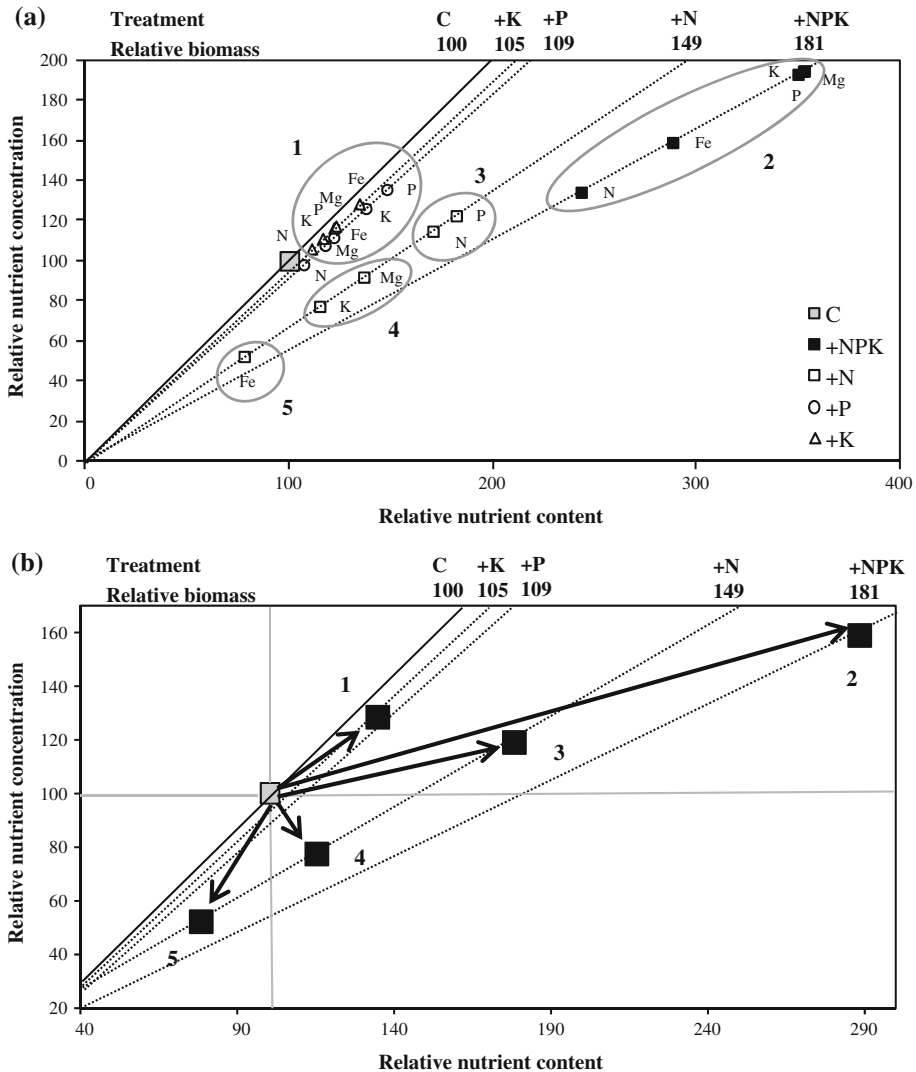 (a)
Treatment C +K +P +N +NPK
Relative biomass 100 105 109 149 181
200
180
160
140
120
100
80
60
40
20
0
Relative nutrient concentration
1
Fe
Mg
P
K
N
P
K
Fe
Mg
N
3
P
N
Mg
K
4
Fe
5
K
Mg
P
Fe
2
N
C
+NPK
+N
+P
+K
0 100 200 300 400
Relative nutrient content
(b)
Treatment C +K +P +N +NPK
Relative biomass 100 105 109 149 181
160
140
120
100
80
60
40
20
Relative nutrient concentration
1
2
3
4
5
40 90 140 190 240 290
Relative nutrient content